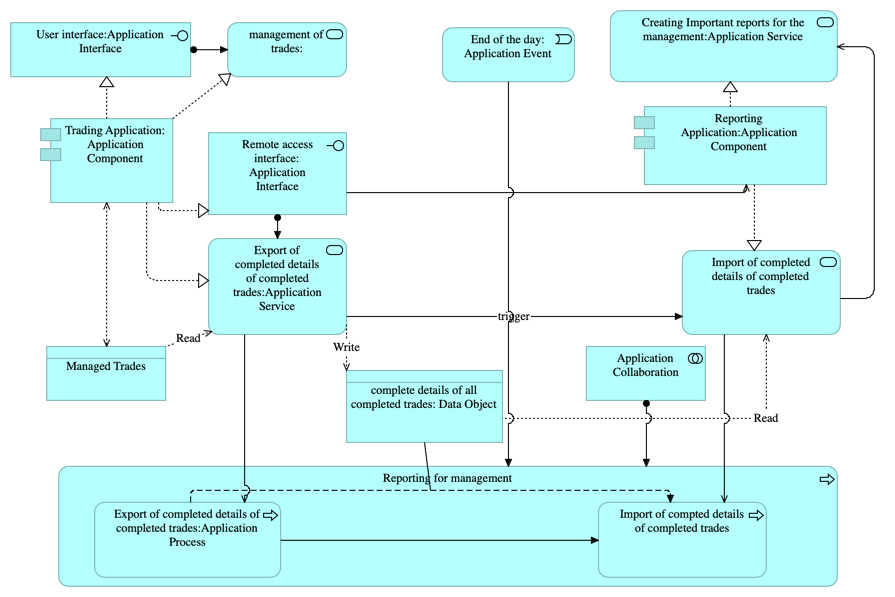 User interface:Application
Interface
management of
trades:
End of the day:
Application Event
Creating Important reports for the
management:Application Service
Trading Application:
Application
Component
Remote access
interface:
Application
Interface
Reporting
Application:Application
Component
Export of
completed details
of completed
trades:Application
Service
Import of completed
details of completed
trades
trigger
Read
Write
Managed Trades
Application
Collaboration
complete details of all
completed trades: Data Object
Read
Reporting for management
Export of completed details of
completed trades:Application
Process
Import of compted details
of completed trades